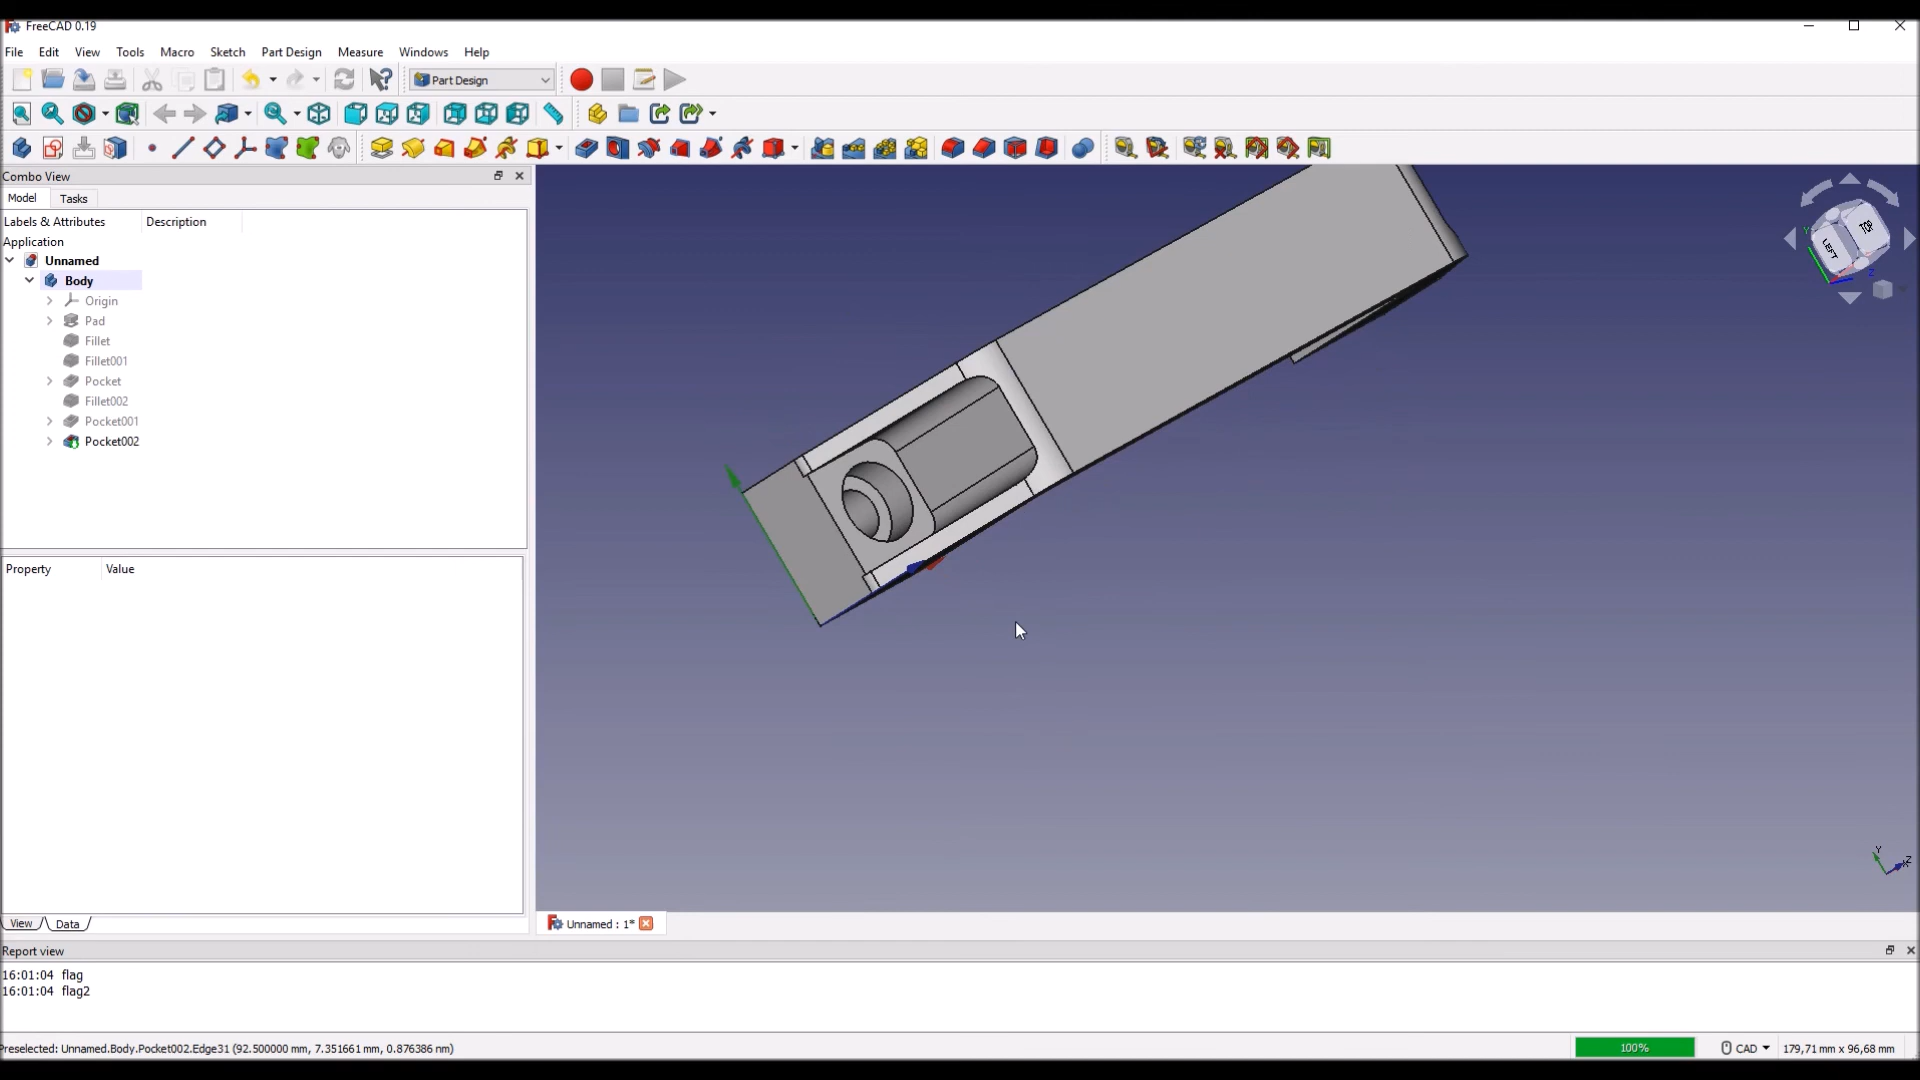 FreeCAD 0.19
File Edit View Tools Macro Sketch Part Design Measure Windows Help
Part Design
Combo View
Model Tasks
Labels & Attributes Description
Application
Unnamed
Body
Origin
Pad
Fillet
Fillet001
Pocket
Fillet002
Pocket001
Pocket002
Property Value
View Data
TOP
LEFT
Y
Z
Y
Z
Unnamed : 1*
Report view
16:01:04 flag
16:01:04 flag2
Preselected: Unnamed.Body.Pocket002.Edge31 (92.500000 mm, 7.351661 mm, 0.876386 nm)
100%
CAD
179,71 mm x 96,68 mm